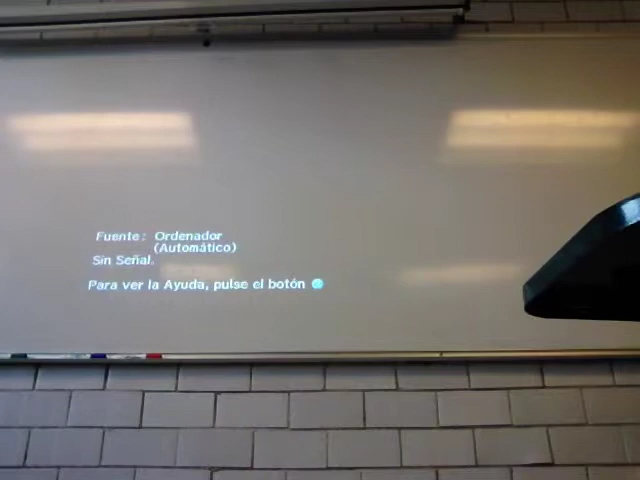 Fuente: Ordenador
(Automático)
Sin Señal.
Para ver la Ayuda, pulse el botón